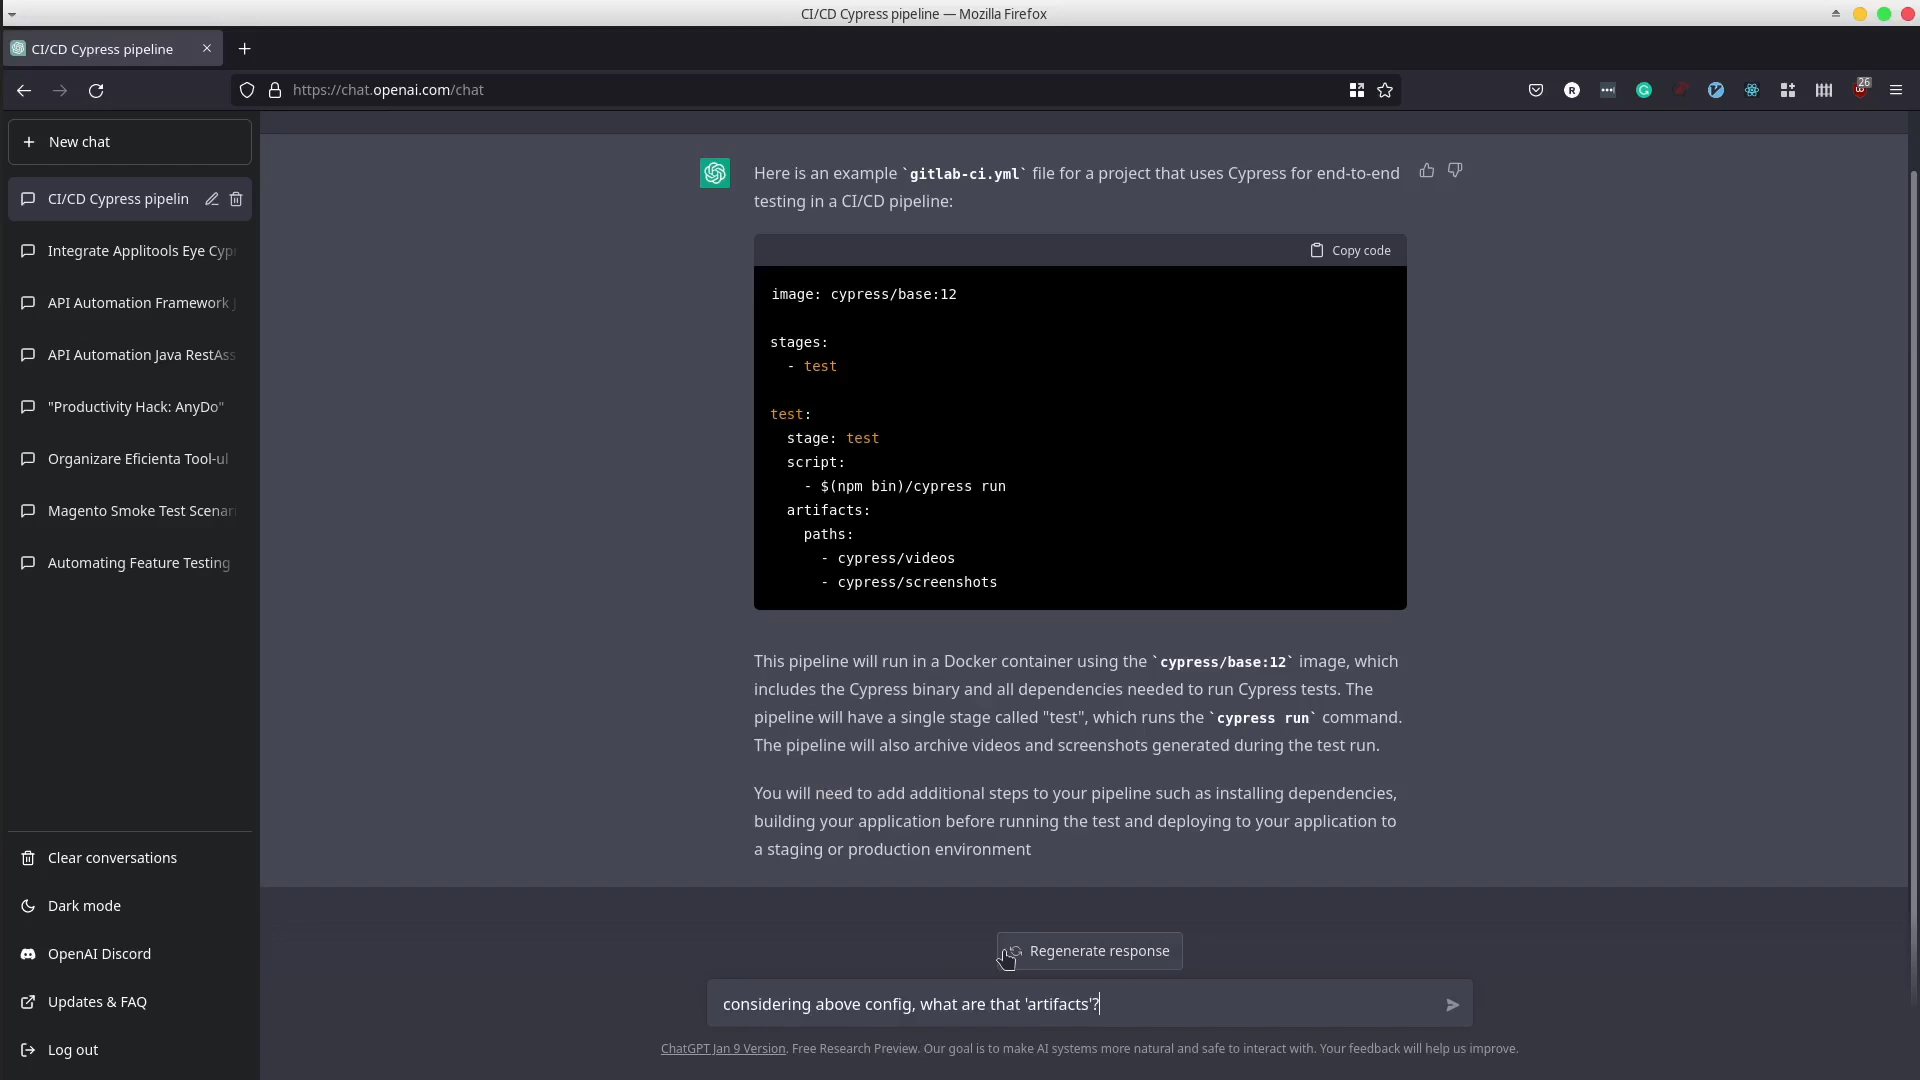 CI/CD Cypress pipeline — Mozilla Firefox
CI/CD Cypress pipeline
https://chat.openai.com/chat
R
G
26
New chat
CI/CD Cypress pipelin
Integrate Applitools Eye Cyp
API Automation Framework
API Automation Java RestAss
"Productivity Hack: AnyDo"
Organizare Eficienta Tool-ul
Magento Smoke Test Scenar
Automating Feature Testing
Clear conversations
Dark mode
OpenAI Discord
Updates & FAQ
Log out
Here is an example `gitlab-ci.yml` file for a project that uses Cypress for end-to-end
testing in a CI/CD pipeline:
Copy code
image: cypress/base:12
stages:
- test
test:
stage: test
script:
- $(npm bin)/cypress run
artifacts:
paths:
- cypress/videos
- cypress/screenshots
This pipeline will run in a Docker container using the `cypress/base:12` image, which
includes the Cypress binary and all dependencies needed to run Cypress tests. The
pipeline will have a single stage called "test", which runs the `cypress run` command.
The pipeline will also archive videos and screenshots generated during the test run.
You will need to add additional steps to your pipeline such as installing dependencies,
building your application before running the test and deploying to your application to
a staging or production environment
Regenerate response
considering above config, what are that 'artifacts'?
ChatGPT Jan 9 Version. Free Research Preview. Our goal is to make AI systems more natural and safe to interact with. Your feedback will help us improve.